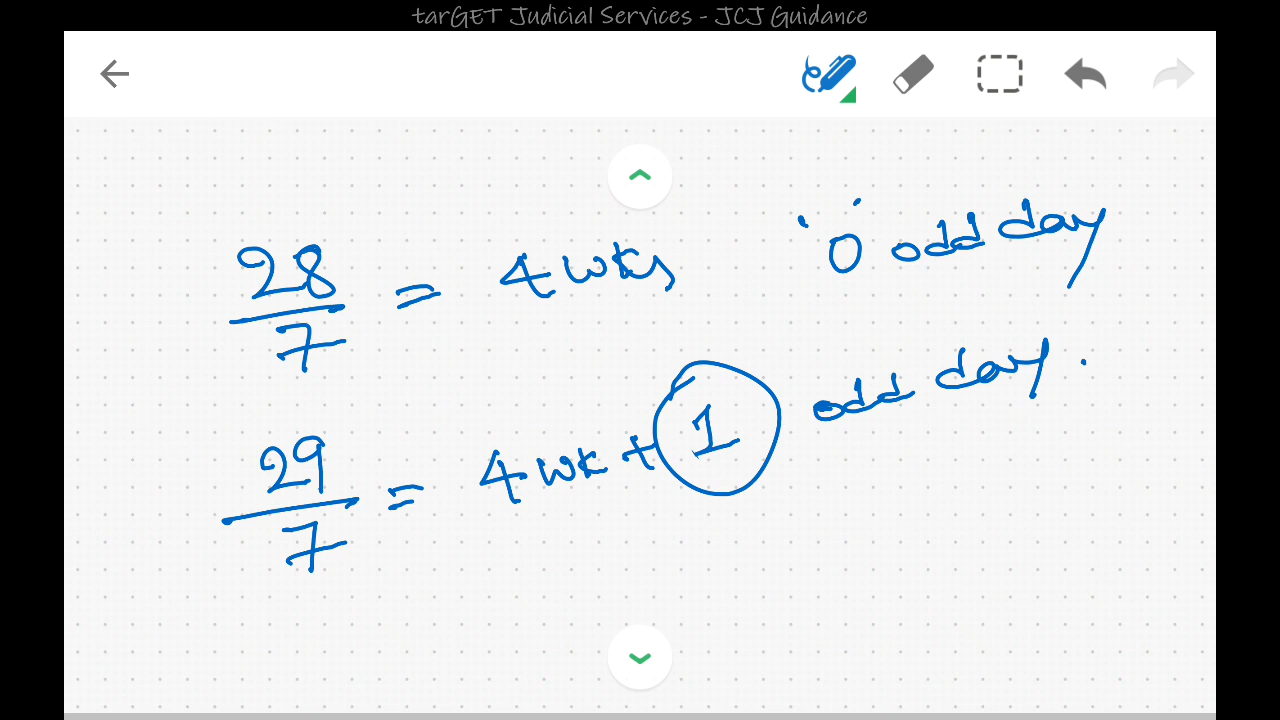 tarGET Judicial Services - JCJ Guidance
28/7 = 4 wks '0' odd day
29/7 = 4 wk + 1 odd day.